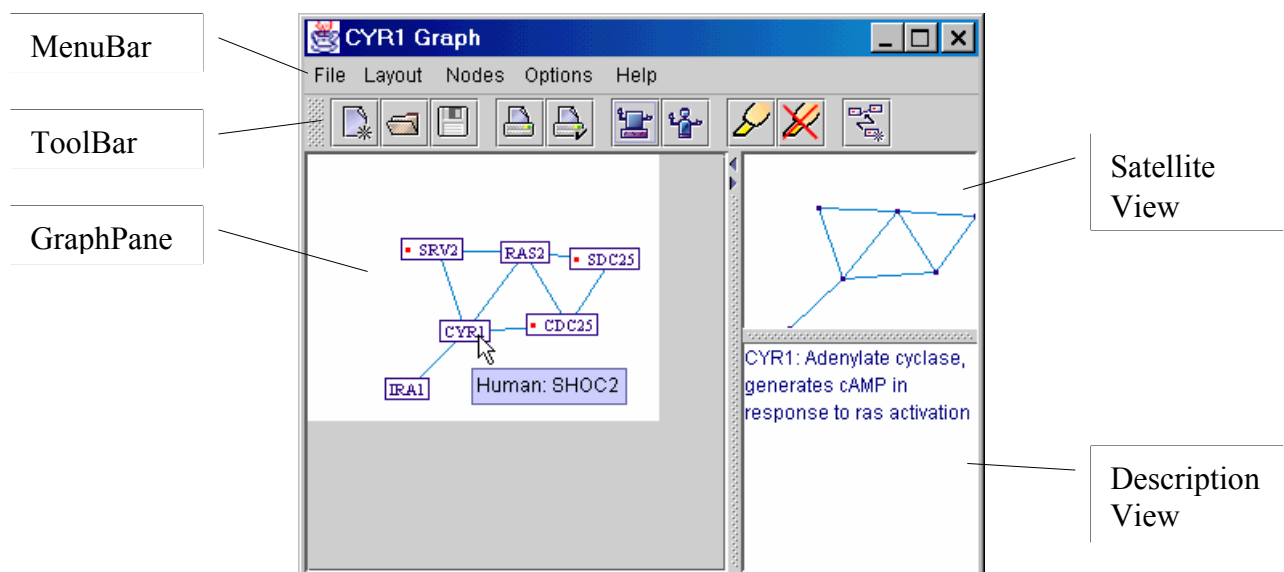 MenuBar
ToolBar
GraphPane
CYR1 Graph
File Layout Nodes Options Help
SRV2
RAS2
SDC25
CYR1
CDC25
IRA1
Human: SHOC2
CYR1: Adenylate cyclase,
generates cAMP in
response to ras activation
Satellite
View
Description
View